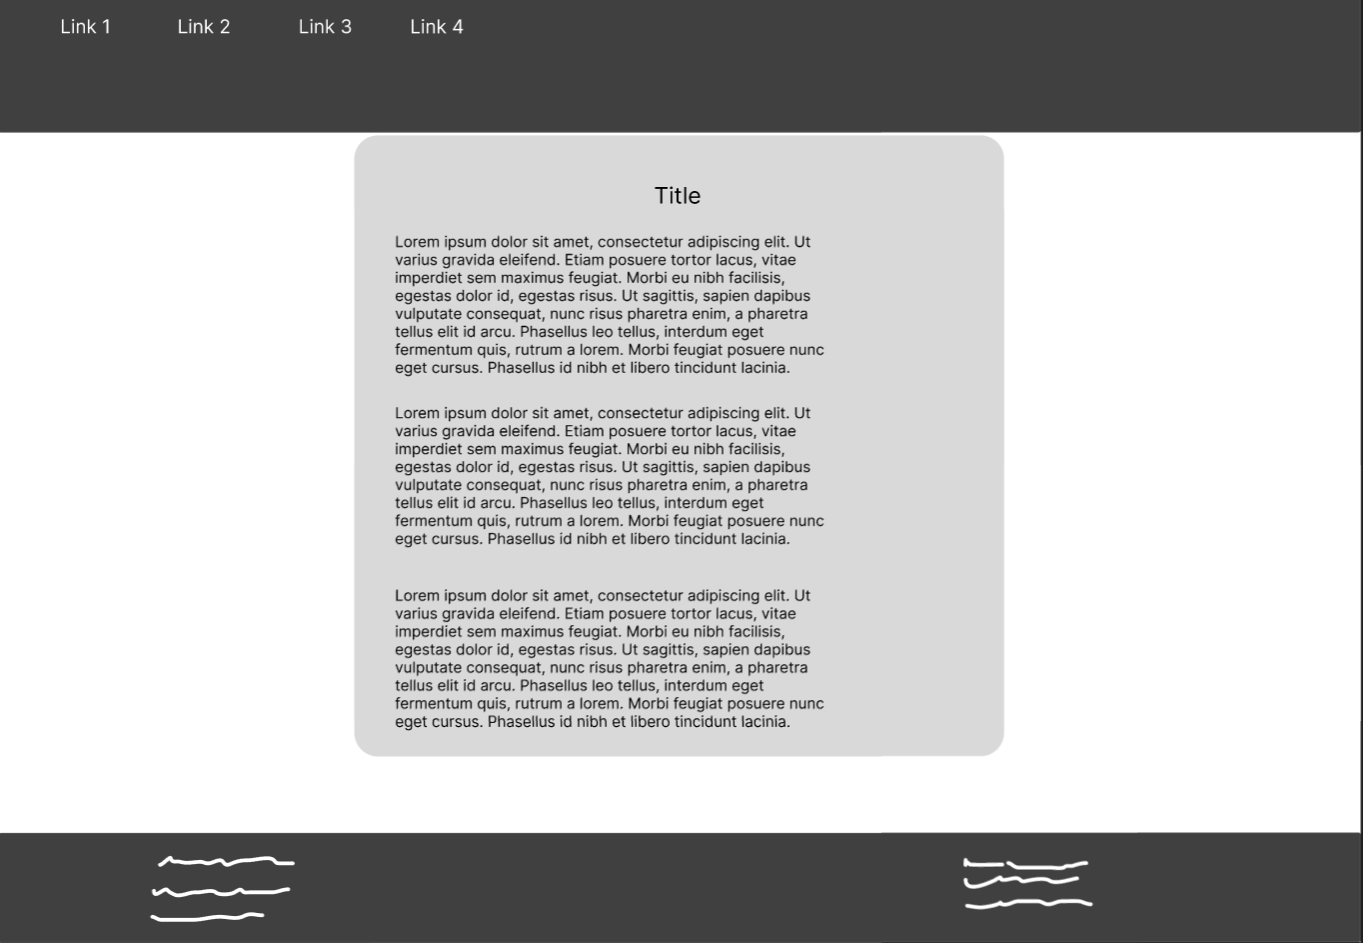 Link 1 Link 2 Link 3 Link 4
Title
Lorem ipsum dolor sit amet, consectetur adipiscing elit. Ut
varius gravida eleifend. Etiam posuere tortor lacus, vitae
imperdiet sem maximus feugiat. Morbi eu nibh facilisis,
egestas dolor id, egestas risus. Ut sagittis, sapien dapibus
vulputate consequat, nunc risus pharetra enim, a pharetra
tellus elit id arcu. Phasellus leo tellus, interdum eget
fermentum quis, rutrum a lorem. Morbi feugiat posuere nunc
eget cursus. Phasellus id nibh et libero tincidunt lacinia.
Lorem ipsum dolor sit amet, consectetur adipiscing elit. Ut
varius gravida eleifend. Etiam posuere tortor lacus, vitae
imperdiet sem maximus feugiat. Morbi eu nibh facilisis,
egestas dolor id, egestas risus. Ut sagittis, sapien dapibus
vulputate consequat, nunc risus pharetra enim, a pharetra
tellus elit id arcu. Phasellus leo tellus, interdum eget
fermentum quis, rutrum a lorem. Morbi feugiat posuere nunc
eget cursus. Phasellus id nibh et libero tincidunt lacinia.
Lorem ipsum dolor sit amet, consectetur adipiscing elit. Ut
varius gravida eleifend. Etiam posuere tortor lacus, vitae
imperdiet sem maximus feugiat. Morbi eu nibh facilisis,
egestas dolor id, egestas risus. Ut sagittis, sapien dapibus
vulputate consequat, nunc risus pharetra enim, a pharetra
tellus elit id arcu. Phasellus leo tellus, interdum eget
fermentum quis, rutrum a lorem. Morbi feugiat posuere nunc
eget cursus. Phasellus id nibh et libero tincidunt lacinia.